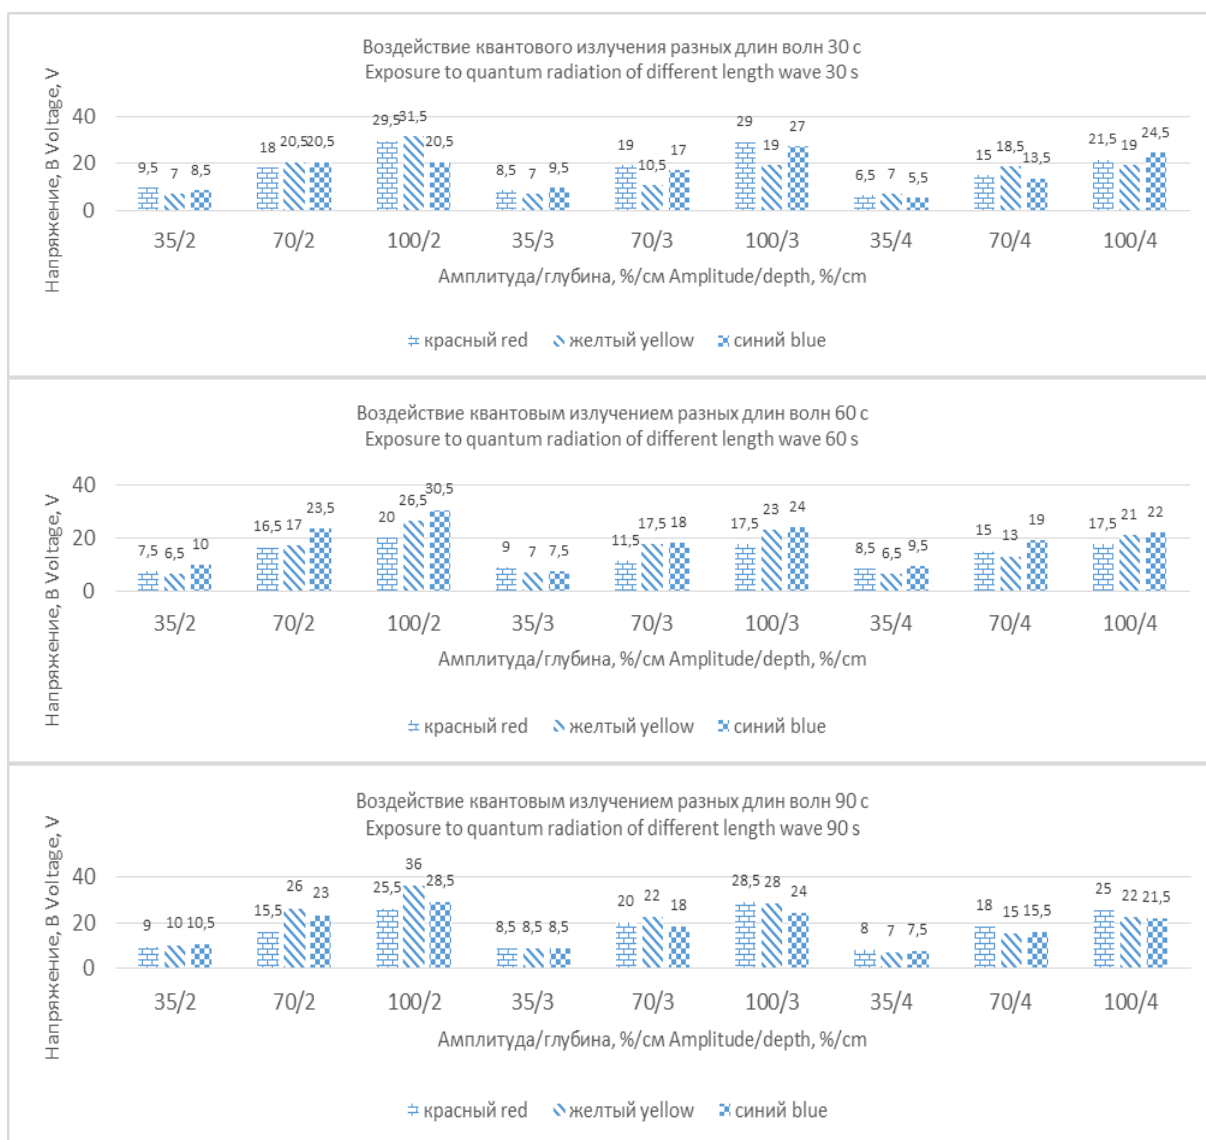 Воздействие квантового излучения разных длин волн 30 с
Exposure to quantum radiation of different length wave 30 s
Напряжение, В Voltage, V
40
20
0
9,5 7 8,5
18 20,5 20,5
29,5 31,5 20,5
8,5 7 9,5
19 10,5 17
29 19 27
6,5 7 5,5
15 18,5 13,5
21,5 19 24,5
35/2 70/2 100/2 35/3 70/3 100/3 35/4 70/4 100/4
Амплитуда/глубина, %/см Amplitude/depth, %/cm
красный red желтый yellow синий blue
Воздействие квантовым излучением разных длин волн 60 с
Exposure to quantum radiation of different length wave 60 s
Напряжение, В Voltage, V
40
20
0
7,5 6,5 10
16,5 17 23,5
20 26,5 30,5
9 7 7,5
11,5 17,5 18
17,5 23 24
8,5 6,5 9,5
15 13 19
17,5 21 22
35/2 70/2 100/2 35/3 70/3 100/3 35/4 70/4 100/4
Амплитуда/глубина, %/см Amplitude/depth, %/cm
красный red желтый yellow синий blue
Воздействие квантовым излучением разных длин волн 90 с
Exposure to quantum radiation of different length wave 90 s
Напряжение, В Voltage, V
40
20
0
9 10 10,5
15,5 26 23
25,5 36 28,5
8,5 8,5 8,5
20 22 18
28,5 28 24
8 7 7,5
18 15 15,5
25 22 21,5
35/2 70/2 100/2 35/3 70/3 100/3 35/4 70/4 100/4
Амплитуда/глубина, %/см Amplitude/depth, %/cm
красный red желтый yellow синий blue